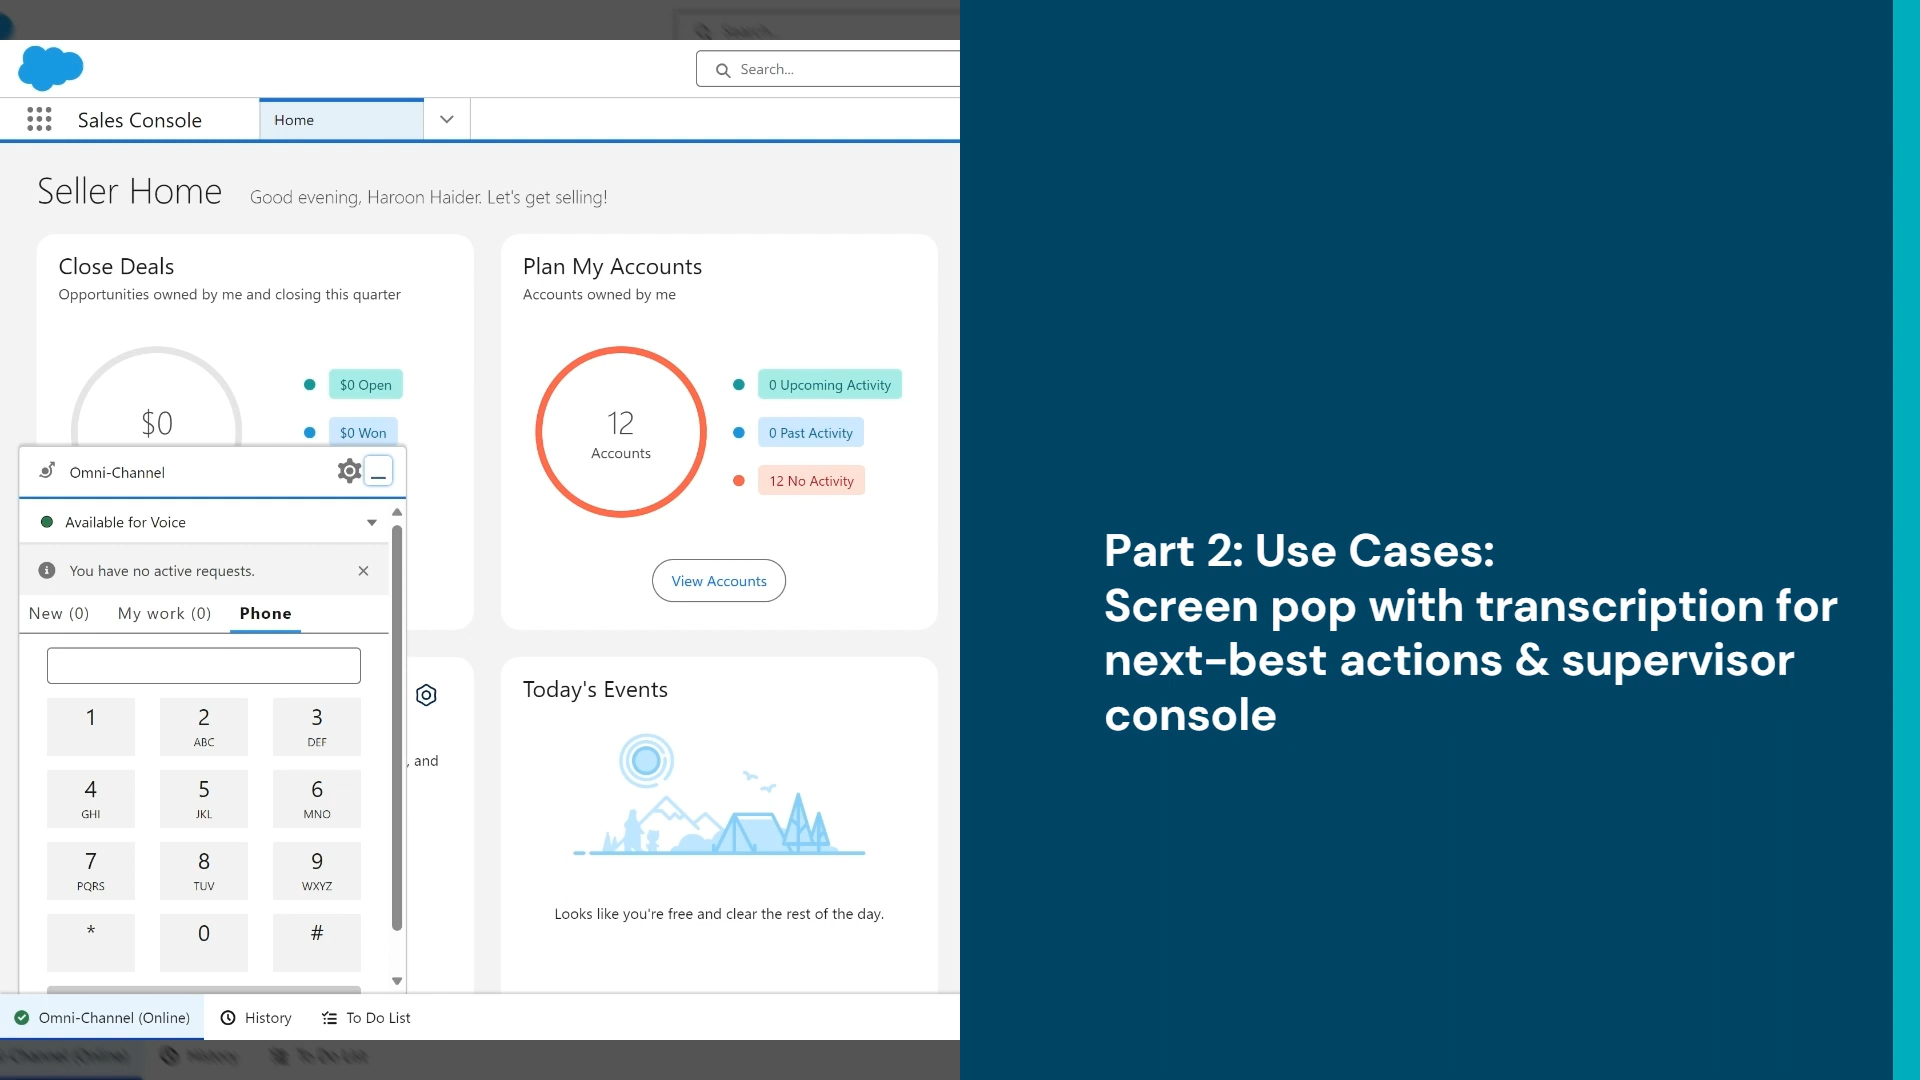 Search...
Sales Console
Home
Seller Home
Good evening, Haroon Haider. Let's get selling!
Close Deals
Opportunities owned by me and closing this quarter
$0
$0 Open
$0 Won
Plan My Accounts
Accounts owned by me
12
Accounts
0 Upcoming Activity
0 Past Activity
12 No Activity
View Accounts
Omni-Channel
Available for Voice
You have no active requests.
New (0) My work (0) Phone
1
2
ABC
3
DEF
4
GHI
5
JKL
6
MNO
7
PQRS
8
TUV
9
WXYZ
*
0
#
, and
Today's Events
Looks like you're free and clear the rest of the day.
Omni-Channel (Online)
History
To Do List
Part 2: Use Cases:
Screen pop with transcription for
next-best actions & supervisor
console